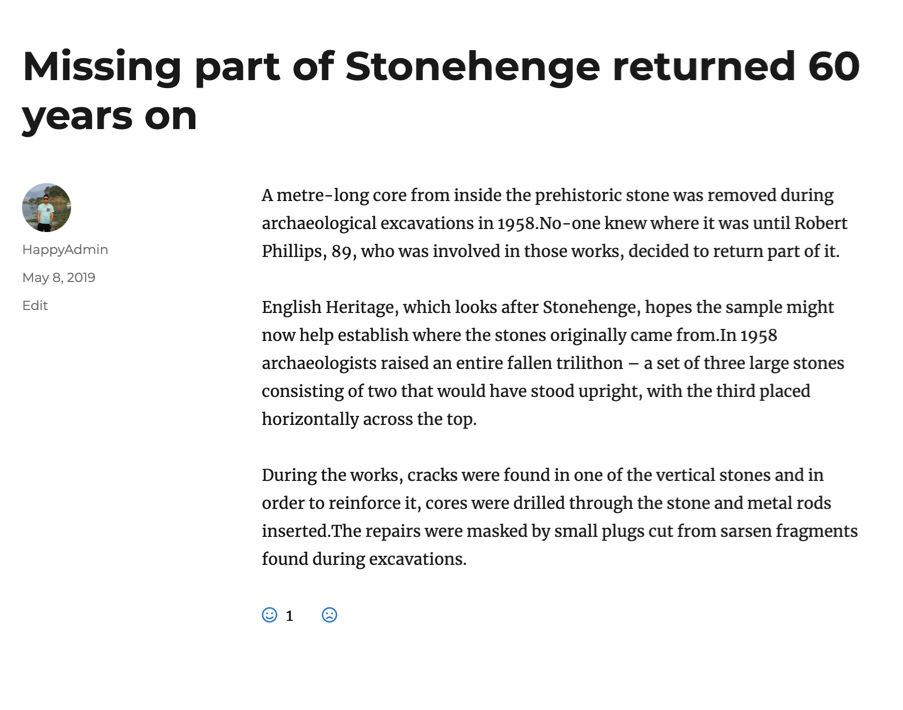 Missing part of Stonehenge returned 60
years on
HappyAdmin
May 8, 2019
Edit
A metre-long core from inside the prehistoric stone was removed during
archaeological excavations in 1958.No-one knew where it was until Robert
Phillips, 89, who was involved in those works, decided to return part of it.
English Heritage, which looks after Stonehenge, hopes the sample might
now help establish where the stones originally came from.In 1958
archaeologists raised an entire fallen trilithon – a set of three large stones
consisting of two that would have stood upright, with the third placed
horizontally across the top.
During the works, cracks were found in one of the vertical stones and in
order to reinforce it, cores were drilled through the stone and metal rods
inserted.The repairs were masked by small plugs cut from sarsen fragments
found during excavations.
1